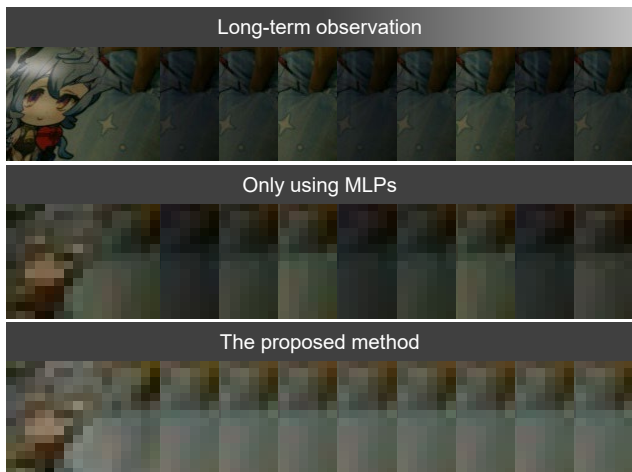 Long-term observation
Only using MLPs
The proposed method